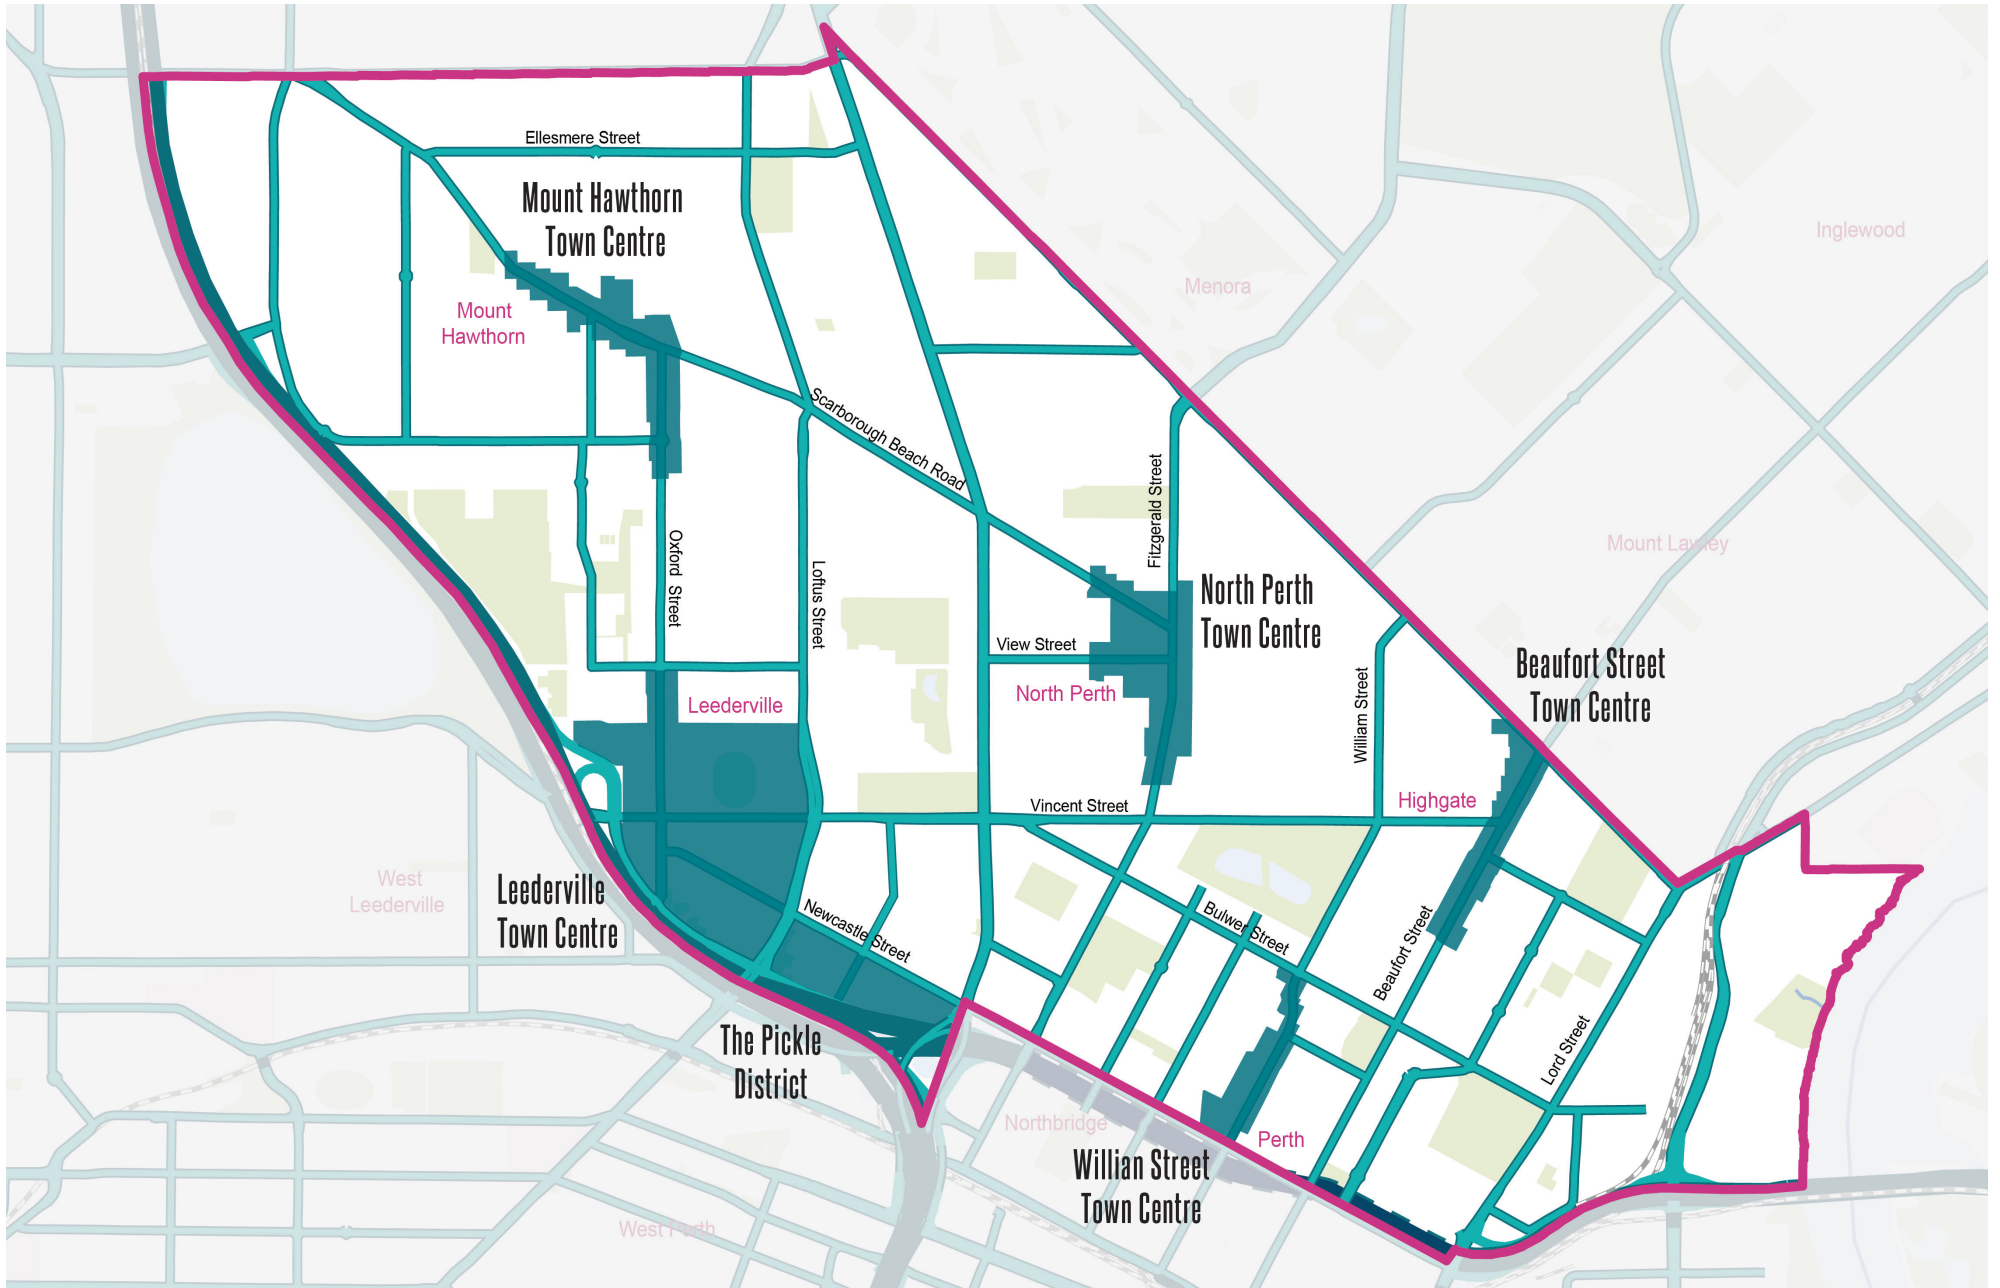 Ellesmere Street
Mount Hawthorn
Town Centre
Inglewood
Menora
Mount
Hawthorn
Scarborough Beach Road
Fitzgerald Street
Mount Lawley
Oxford Street
Loftus Street
North Perth
Town Centre
View Street
North Perth
Beaufort Street
Town Centre
William Street
Leederville
Vincent Street
Highgate
West
Leederville
Leederville
Town Centre
Newcastle Street
Bulwer Street
Beaufort Street
The Pickle
District
Lord Street
Northbridge
Perth
Willian Street
Town Centre
West Perth